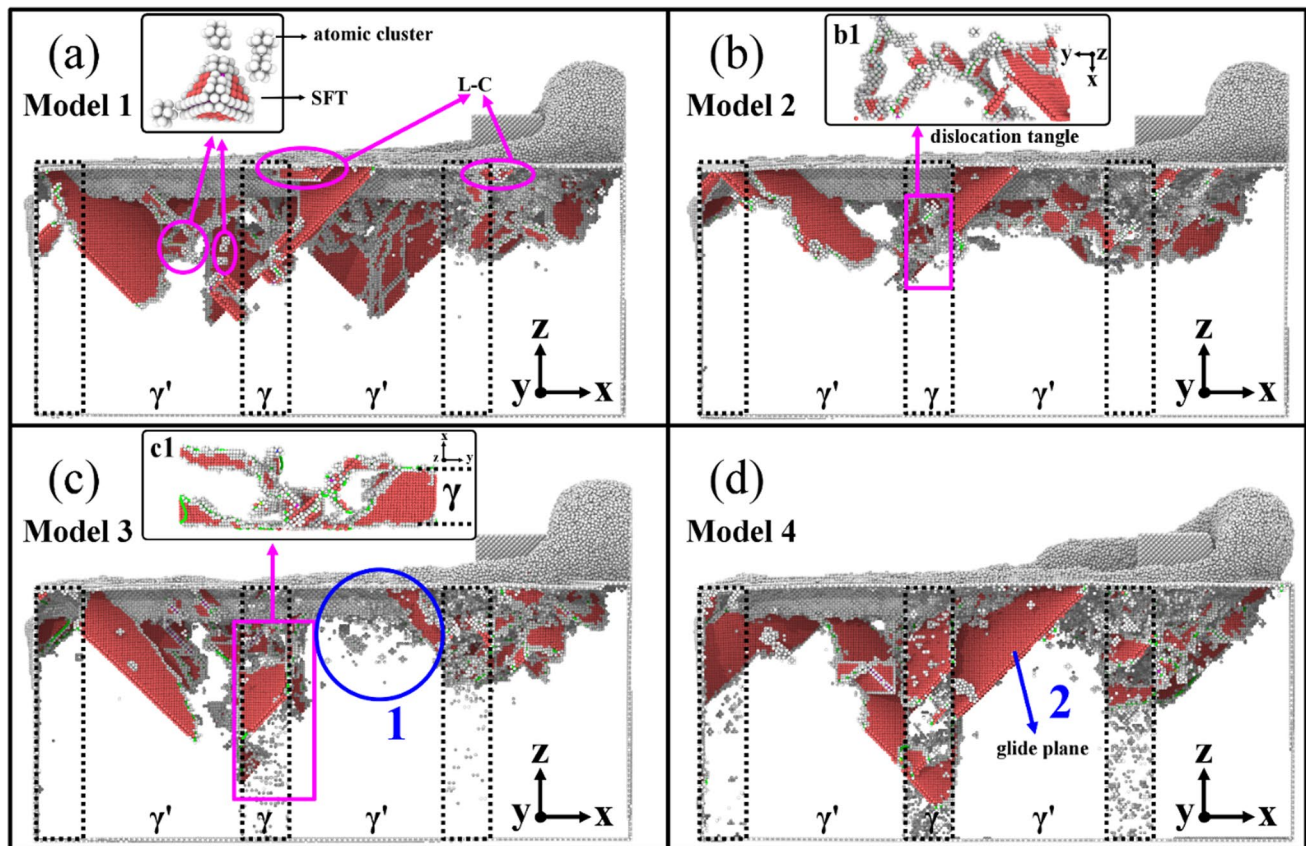 (a)
Model 1
atomic cluster
SFT
L-C
γ'
γ
γ'
z
y
x
(b)
Model 2
b1
y
z
x
dislocation tangle
γ'
γ
γ'
z
y
x
(c)
Model 3
c1
x
z
y
γ
1
γ'
γ
γ'
z
y
x
(d)
Model 4
2
glide plane
γ'
γ
γ'
z
y
x